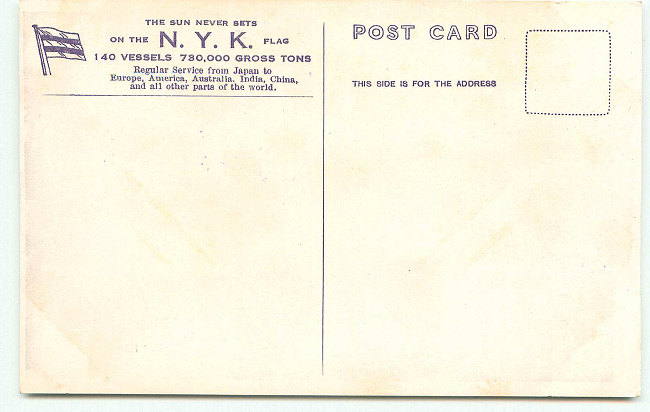 THE SUN NEVER SETS
ON THE N. Y. K. FLAG
140 VESSELS 730,000 GROSS TONS
Regular Service from Japan to
Europe, America, Australia, India, China,
and all other parts of the world.
POST CARD
THIS SIDE IS FOR THE ADDRESS